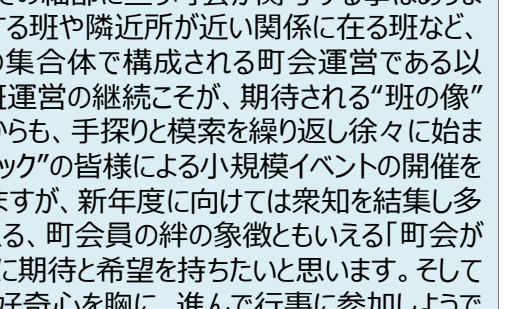 する班や隣近所が近い関係に在る班など、
集合体で構成される町会運営である以
運営の継続こそが、期待される“班の像”
からも、手探りと模索を繰り返し徐々に始ま
ック”の皆様による小規模イベントの開催を
ますが、新年度に向けては衆知を結集し多
る、町会員の絆の象徴ともいえる「町会が
に期待と希望を持ちたいと思います。そして
好奇心を胸に、進んで行事に参加しようで